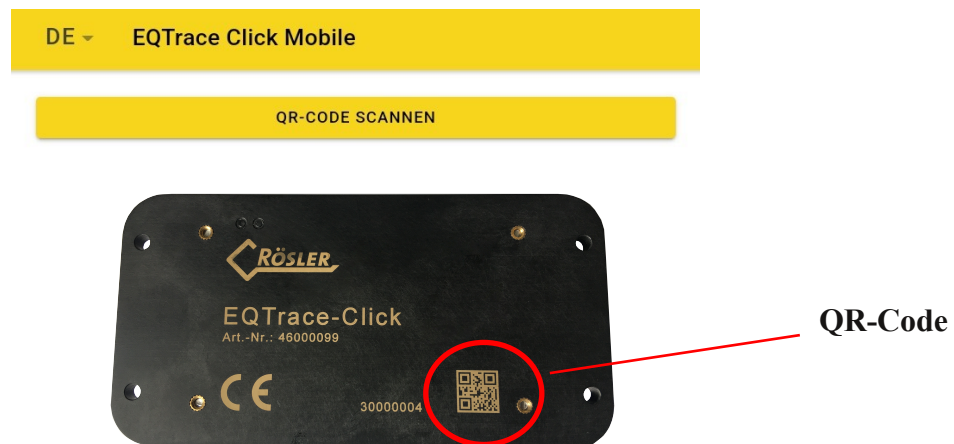 DE EQTrace Click Mobile
QR-CODE SCANNEN
RÖSLER
EQTrace-Click
Art.-Nr.: 46000099
CE
30000004
QR-Code